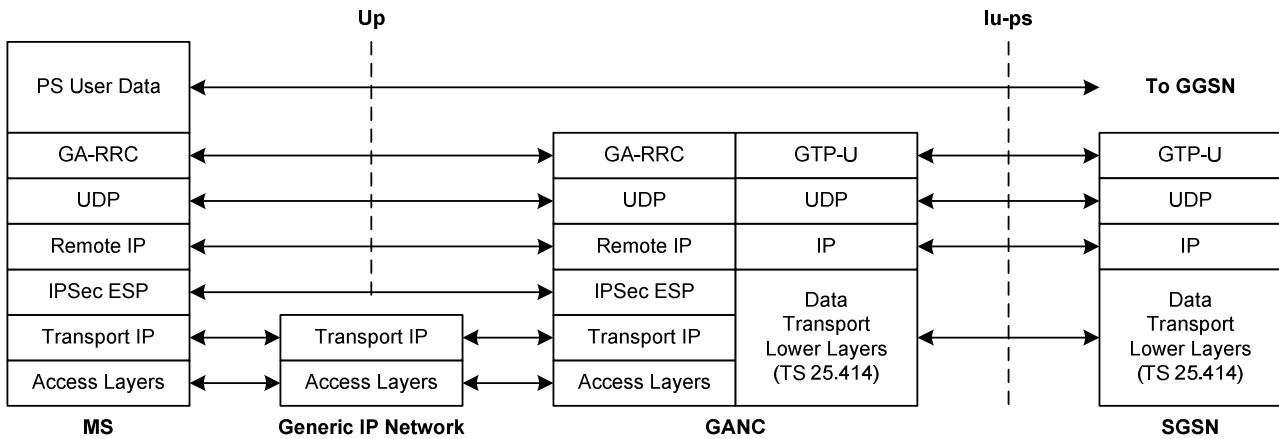 Up
Iu-ps
PS User Data
To GGSN
GA-RRC
GA-RRC
GTP-U
GTP-U
UDP
UDP
UDP
UDP
Remote IP
Remote IP
IP
IP
IPSec ESP
IPSec ESP
Data
Transport
Lower Layers
(TS 25.414)
Data
Transport
Lower Layers
(TS 25.414)
Transport IP
Transport IP
Transport IP
Access Layers
Access Layers
Access Layers
MS
Generic IP Network
GANC
SGSN